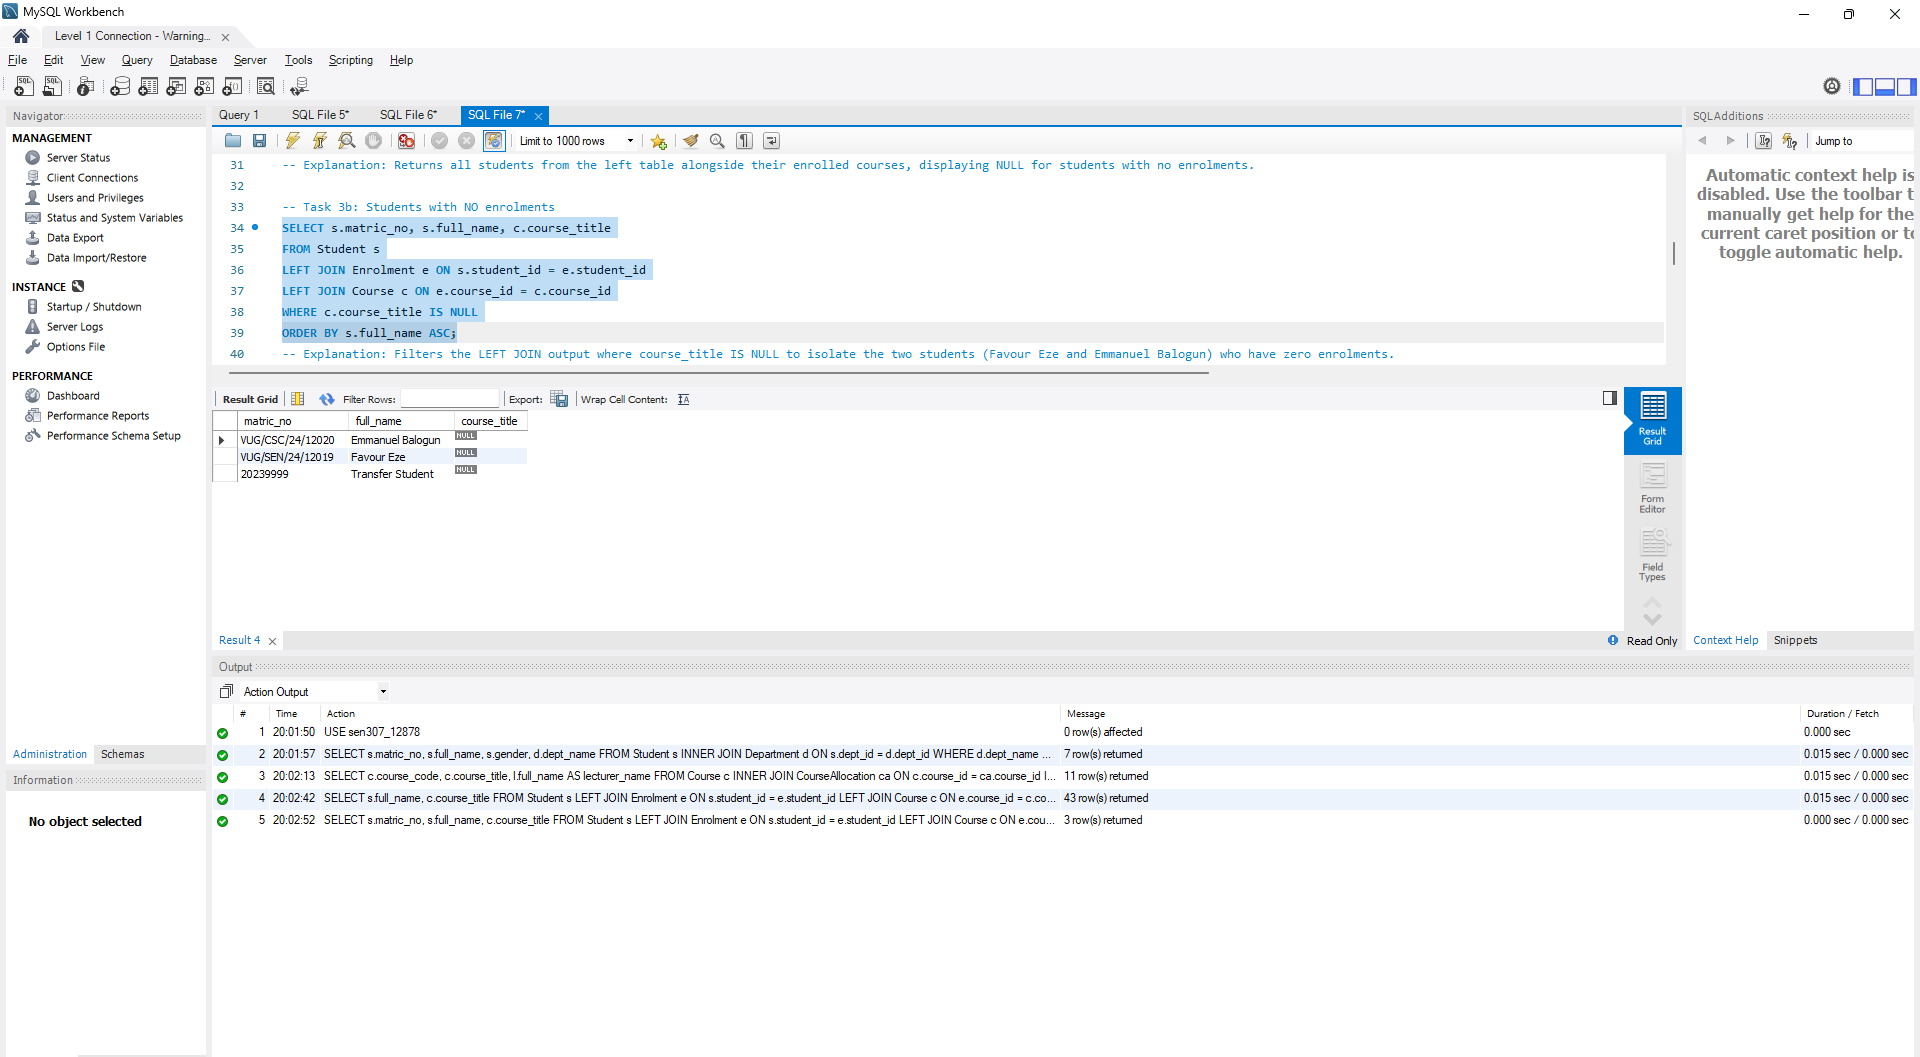 MySQL Workbench
Level 1 Connection - Warning...
File Edit View Query Database Server Tools Scripting Help
Navigator
MANAGEMENT
Server Status
Client Connections
Users and Privileges
Status and System Variables
Data Export
Data Import/Restore
INSTANCE
Startup / Shutdown
Server Logs
Options File
PERFORMANCE
Dashboard
Performance Reports
Performance Schema Setup
Administration Schemas
Information
No object selected
Query 1 SQL File 5* SQL File 6* SQL File 7*
Limit to 1000 rows
31 -- Explanation: Returns all students from the left table alongside their enrolled courses, displaying NULL for students with no enrolments.
32
33 -- Task 3b: Students with NO enrolments
34 SELECT s.matric_no, s.full_name, c.course_title
35 FROM Student s
36 LEFT JOIN Enrolment e ON s.student_id = e.student_id
37 LEFT JOIN Course c ON e.course_id = c.course_id
38 WHERE c.course_title IS NULL
39 ORDER BY s.full_name ASC;
40 -- Explanation: Filters the LEFT JOIN output where course_title IS NULL to isolate the two students (Favour Eze and Emmanuel Balogun) who have zero enrolments.
Result Grid Filter Rows: Export: Wrap Cell Content:
matric_no full_name course_title
VUG/CSC/24/12020 Emmanuel Balogun NULL
VUG/SEN/24/12019 Favour Eze NULL
20239999 Transfer Student NULL
Result Grid
Form Editor
Field Types
Result 4
Read Only
SQLAdditions
Jump to
Automatic context help is
disabled. Use the toolbar t
manually get help for the
current caret position or to
toggle automatic help.
Context Help Snippets
Output
Action Output
# Time Action Message Duration / Fetch
1 20:01:50 USE sen307_12878 0 row(s) affected 0.000 sec
2 20:01:57 SELECT s.matric_no, s.full_name, s.gender, d.dept_name FROM Student s INNER JOIN Department d ON s.dept_id = d.dept_id WHERE d.dept_name ... 7 row(s) returned 0.015 sec / 0.000 sec
3 20:02:13 SELECT c.course_code, c.course_title, l.full_name AS lecturer_name FROM Course c INNER JOIN CourseAllocation ca ON c.course_id = ca.course_id I... 11 row(s) returned 0.015 sec / 0.000 sec
4 20:02:42 SELECT s.full_name, c.course_title FROM Student s LEFT JOIN Enrolment e ON s.student_id = e.student_id LEFT JOIN Course c ON e.course_id = c.co... 43 row(s) returned 0.015 sec / 0.000 sec
5 20:02:52 SELECT s.matric_no, s.full_name, c.course_title FROM Student s LEFT JOIN Enrolment e ON s.student_id = e.student_id LEFT JOIN Course c ON e.cou... 3 row(s) returned 0.000 sec / 0.000 sec